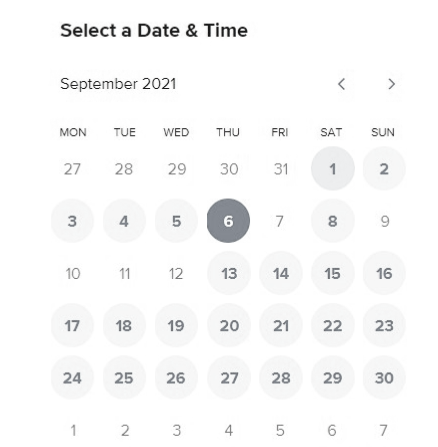 Select a Date & Time
September 2021
MON TUE WED THU FRI SAT SUN
27 28 29 30 31 1 2
3 4 5 6 7 8 9
10 11 12 13 14 15 16
17 18 19 20 21 22 23
24 25 26 27 28 29 30
1 2 3 4 5 6 7